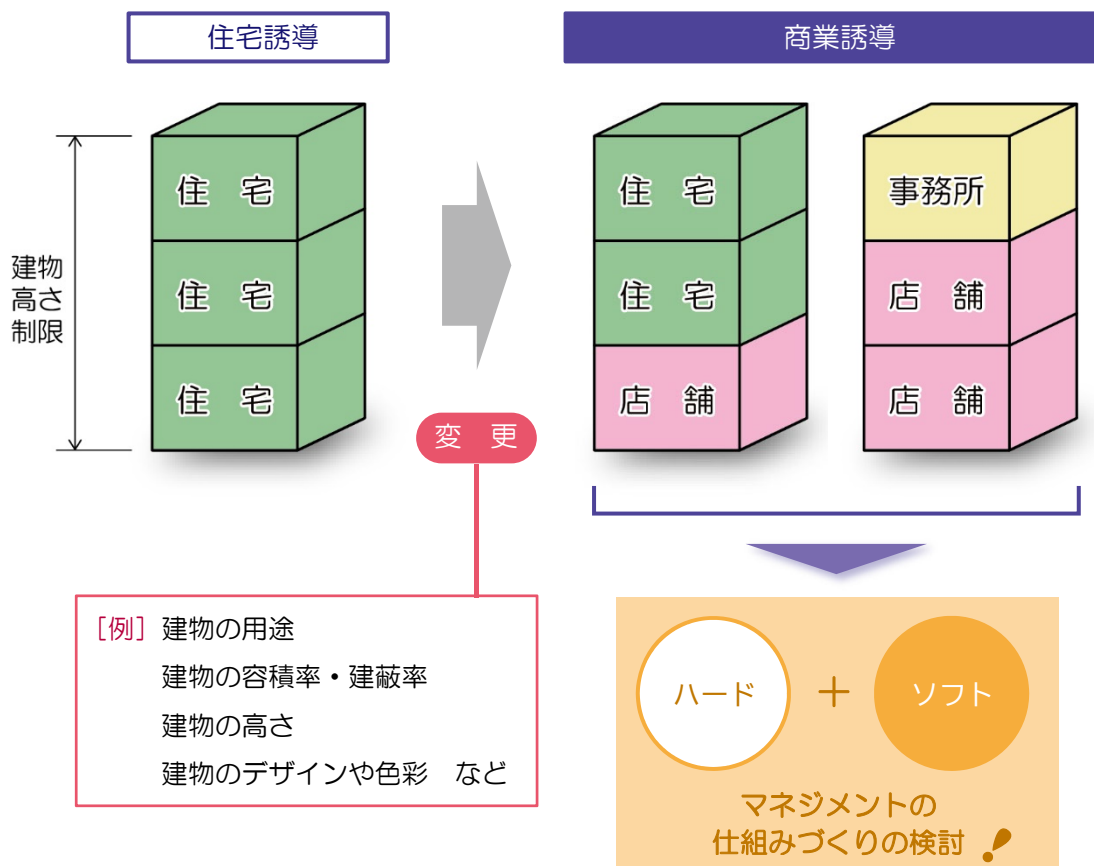 住宅誘導
商業誘導
建物
高さ
制限
住　宅
住　宅
住　宅
住　宅
住　宅
店　舗
事務所
店　舗
店　舗
変　更
［例］建物の用途
建物の容積率・建蔽率
建物の高さ
建物のデザインや色彩　など
ハード
＋
ソフト
マネジメントの
仕組みづくりの検討！